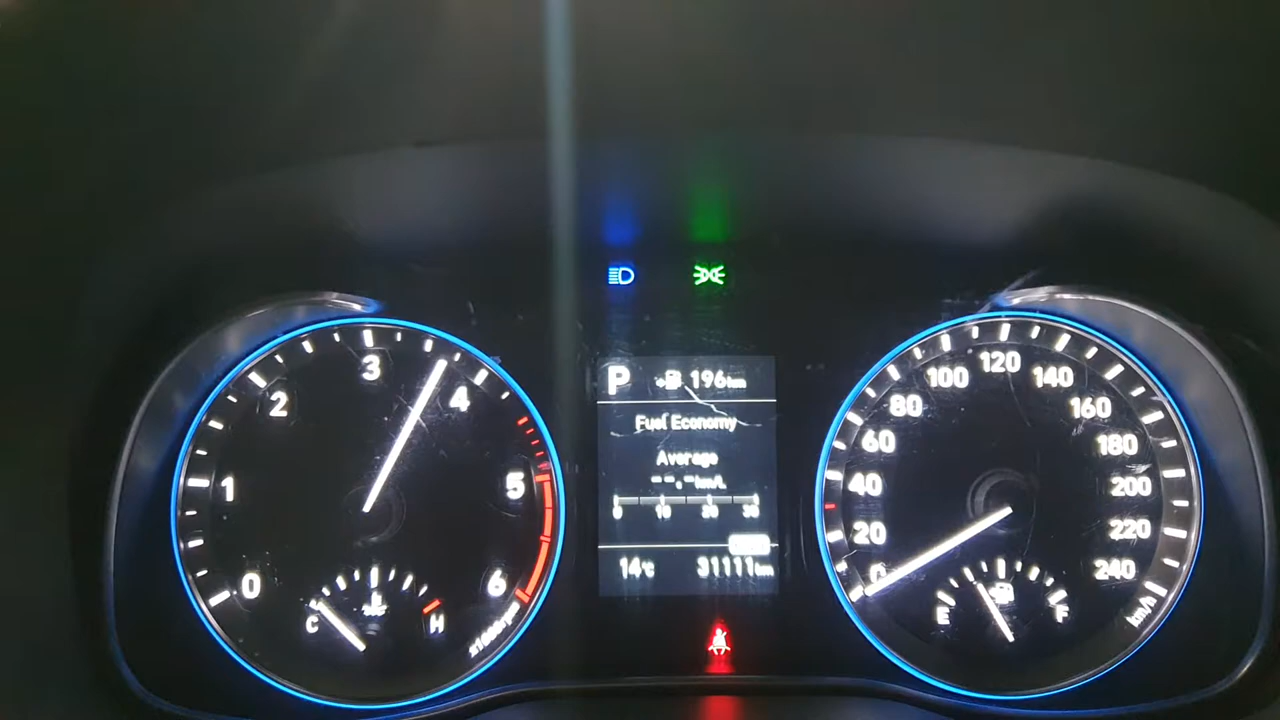 0
1
2
3
4
5
6
x1000rpm
C
H
P
196km
Fuel Economy
Average
--.-km/L
0 10 20 30
14°C
31111km
0
20
40
60
80
100
120
140
160
180
200
220
240
km/h
E
F